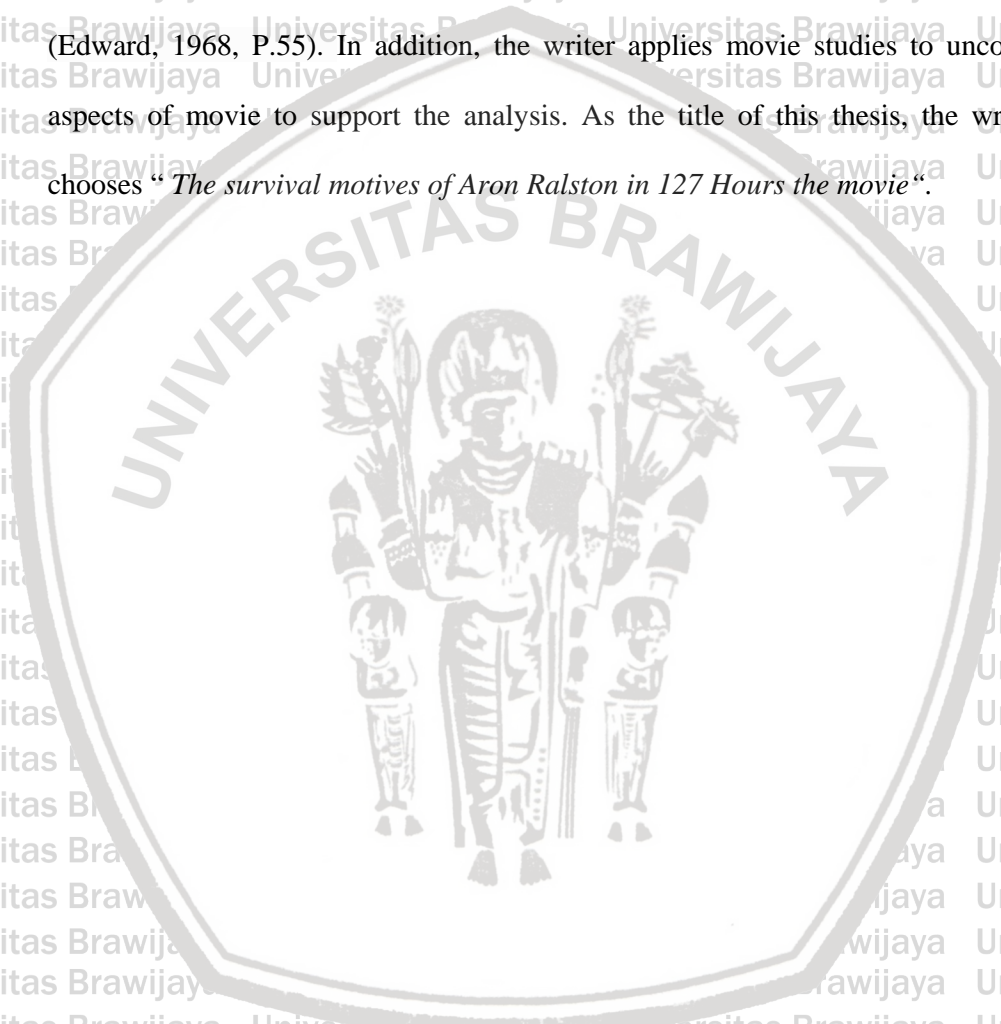 (Edward, 1968, P.55). In addition, the writer applies movie studies to unco
aspects of movie to support the analysis. As the title of this thesis, the wr
chooses “ The survival motives of Aron Ralston in 127 Hours the movie“.
UNIVERSITAS BRAWIJAYA